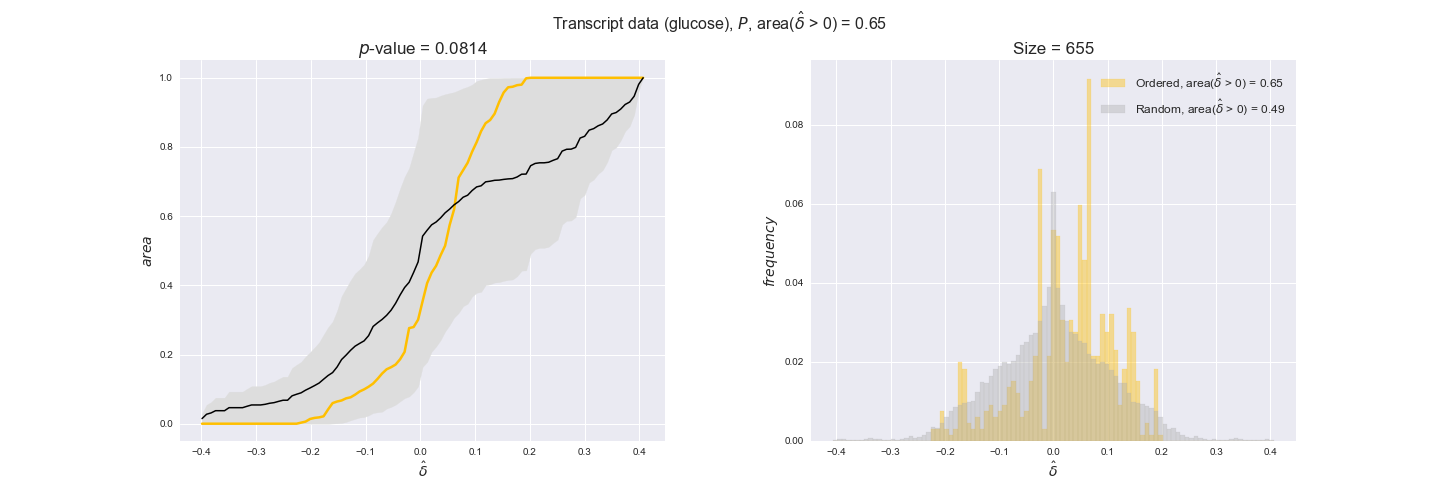 Transcript data (glucose), P, area(δ̂ > 0) = 0.65
p-value = 0.0814
1.0
0.8
0.6
0.4
0.2
0.0
area
−0.4 −0.3 −0.2 −0.1 0.0 0.1 0.2 0.3 0.4
δ̂
Size = 655
Ordered, area(δ̂ > 0) = 0.65
Random, area(δ̂ > 0) = 0.49
0.08
0.06
0.04
0.02
0.00
frequency
−0.4 −0.3 −0.2 −0.1 0.0 0.1 0.2 0.3 0.4
δ̂